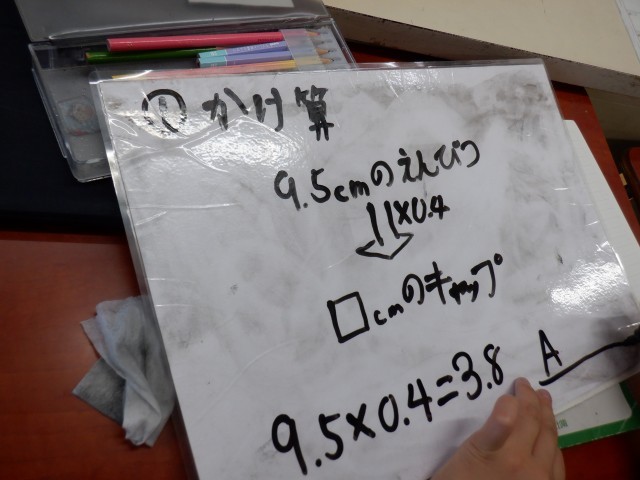 ① かけ算
9.5cmのえんぴつ
×0.4
□cmのキャップ
9.5×0.4=3.8 A